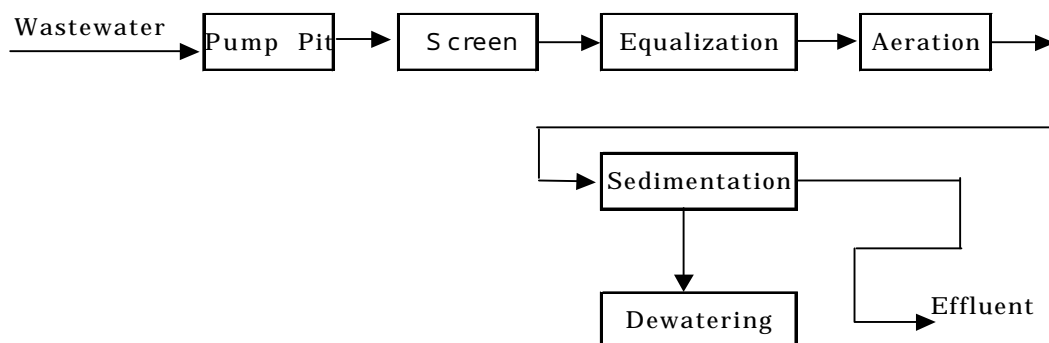 Wastewater
Pump Pit
Screen
Equalization
Aeration
Sedimentation
Dewatering
Effluent